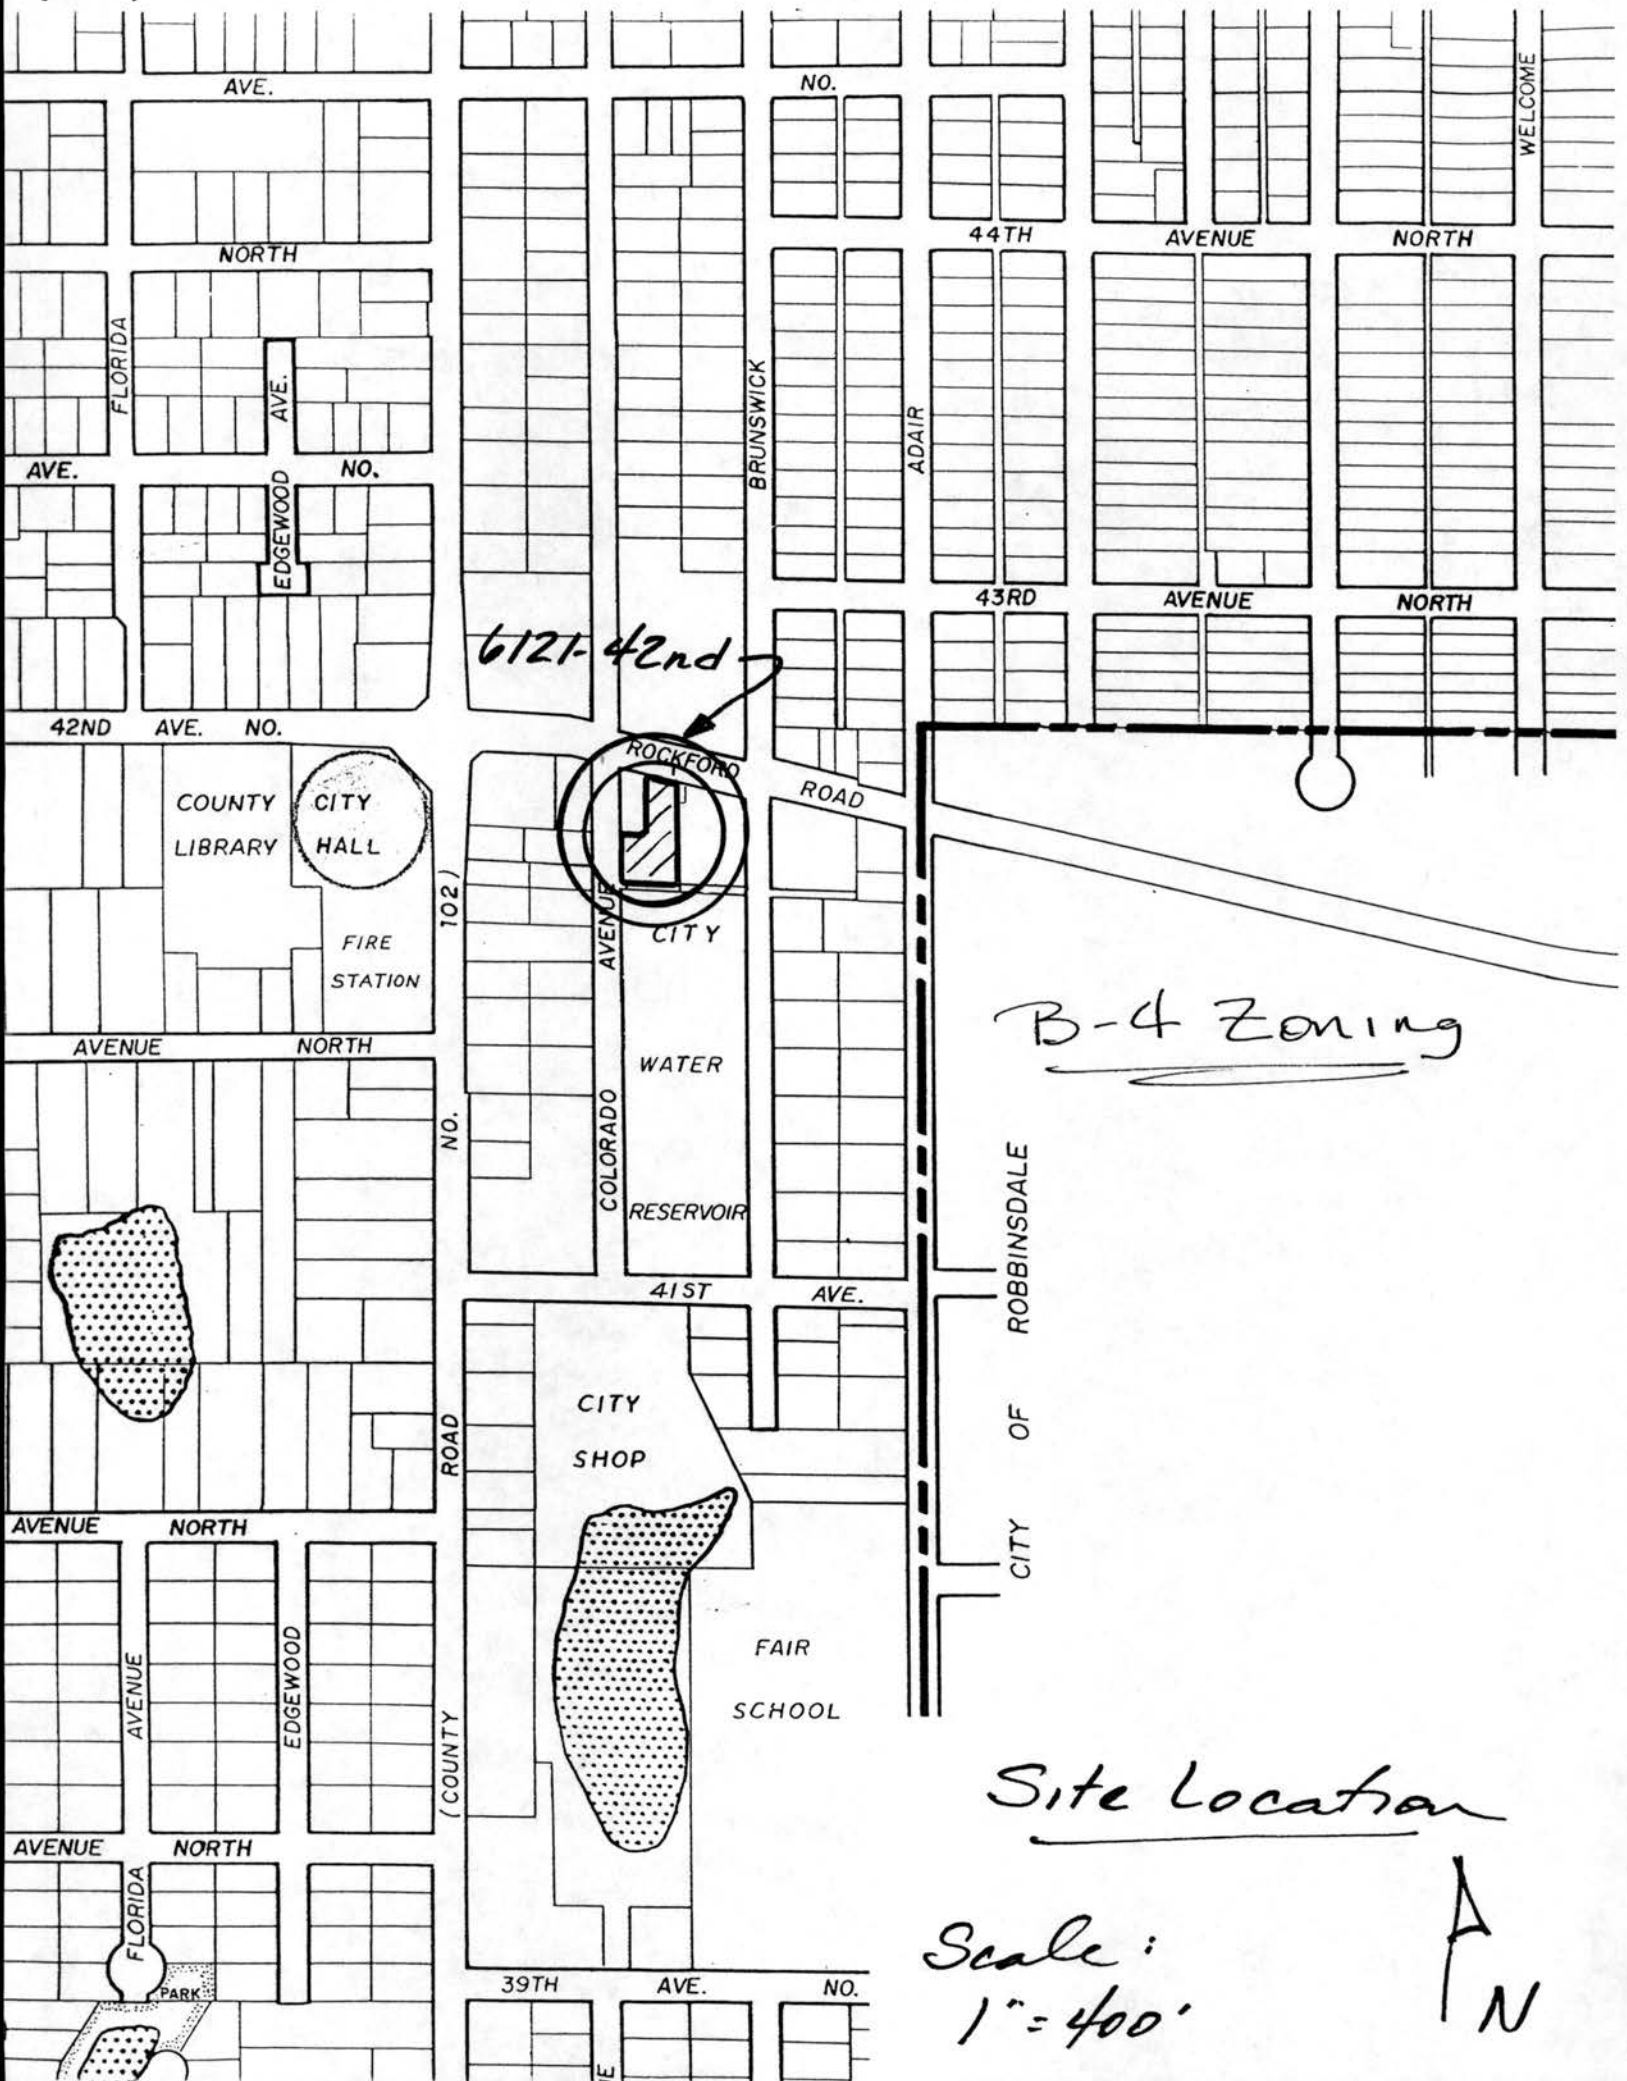 AVE. NO.
WELCOME
44TH AVENUE NORTH
NORTH
FLORIDA
AVE.
BRUNSWICK
ADAIR
AVE. NO.
EDGEWOOD
43RD AVENUE NORTH
6121-42nd
42ND AVE. NO.
ROCKFORD
ROAD
COUNTY
LIBRARY
CITY
HALL
102)
FIRE
STATION
AVENUE
CITY
B-4 Zoning
AVENUE NORTH
WATER
NO.
COLORADO
RESERVOIR
ROBBINSDALE
41ST AVE.
CITY
SHOP
OF
ROAD
AVENUE NORTH
CITY
FAIR
SCHOOL
AVENUE
EDGEWOOD
(COUNTY
Site Location
AVENUE NORTH
FLORIDA
PARK
39TH AVE. NO.
Scale:
1" = 400'
N